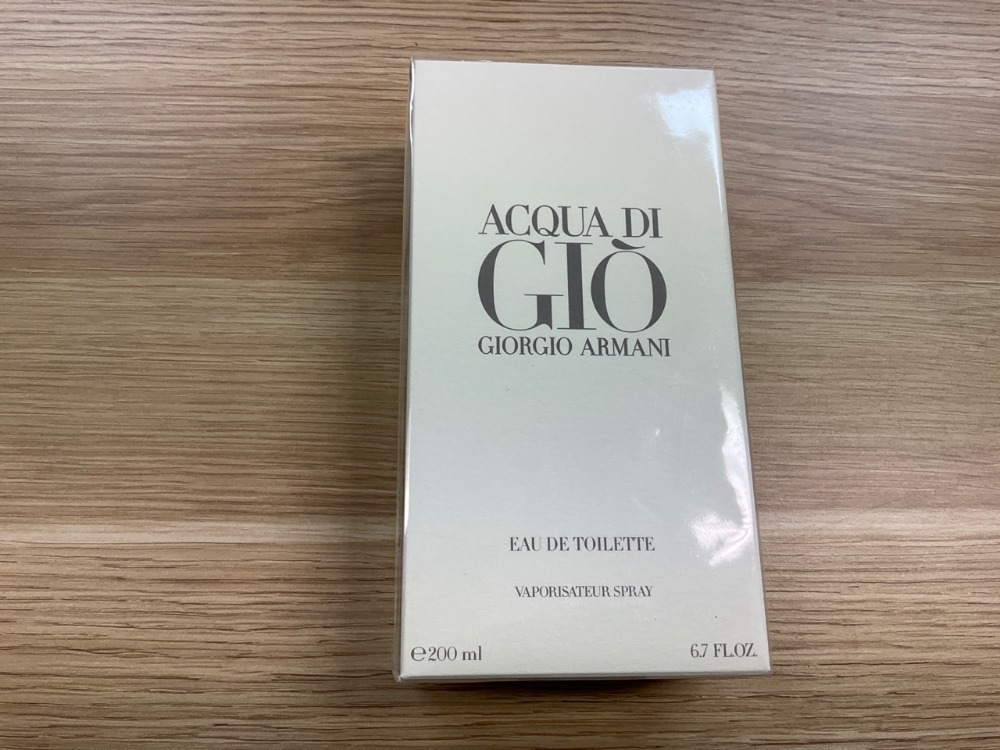 ACQUA DI
GIÒ
GIORGIO ARMANI
EAU DE TOILETTE
VAPORISATEUR SPRAY
℮200 ml 6.7 FL.OZ.